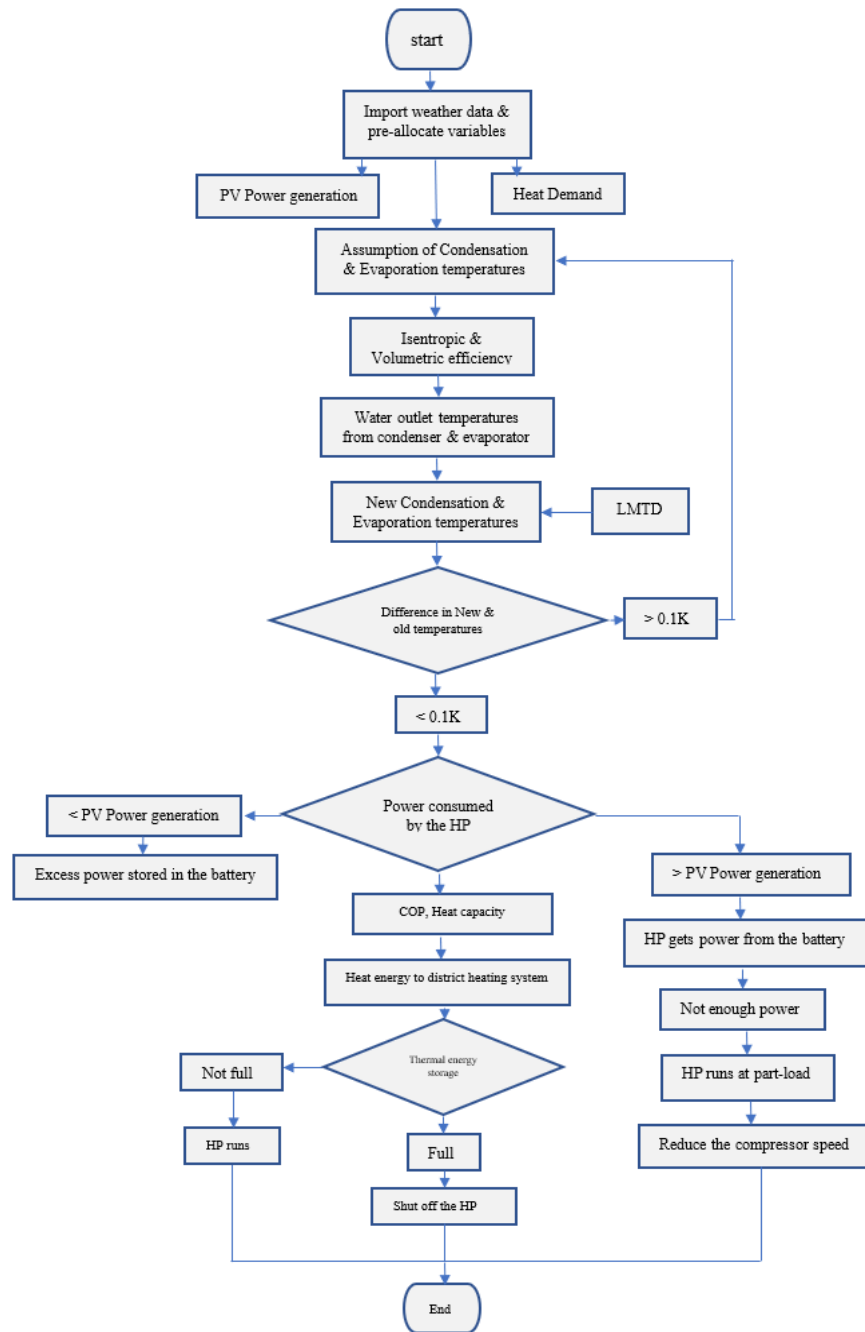 start
Import weather data &
pre-allocate variables
PV Power generation
Heat Demand
Assumption of Condensation
& Evaporation temperatures
Isentropic &
Volumetric efficiency
Water outlet temperatures
from condenser & evaporator
New Condensation &
Evaporation temperatures
LMTD
Difference in New &
old temperatures
> 0.1K
< 0.1K
Power consumed
by the HP
< PV Power generation
Excess power stored in the battery
> PV Power generation
COP, Heat capacity
HP gets power from the battery
Heat energy to district heating system
Not enough power
Thermal energy
storage
Not full
HP runs at part-load
HP runs
Full
Reduce the compressor speed
Shut off the HP
End